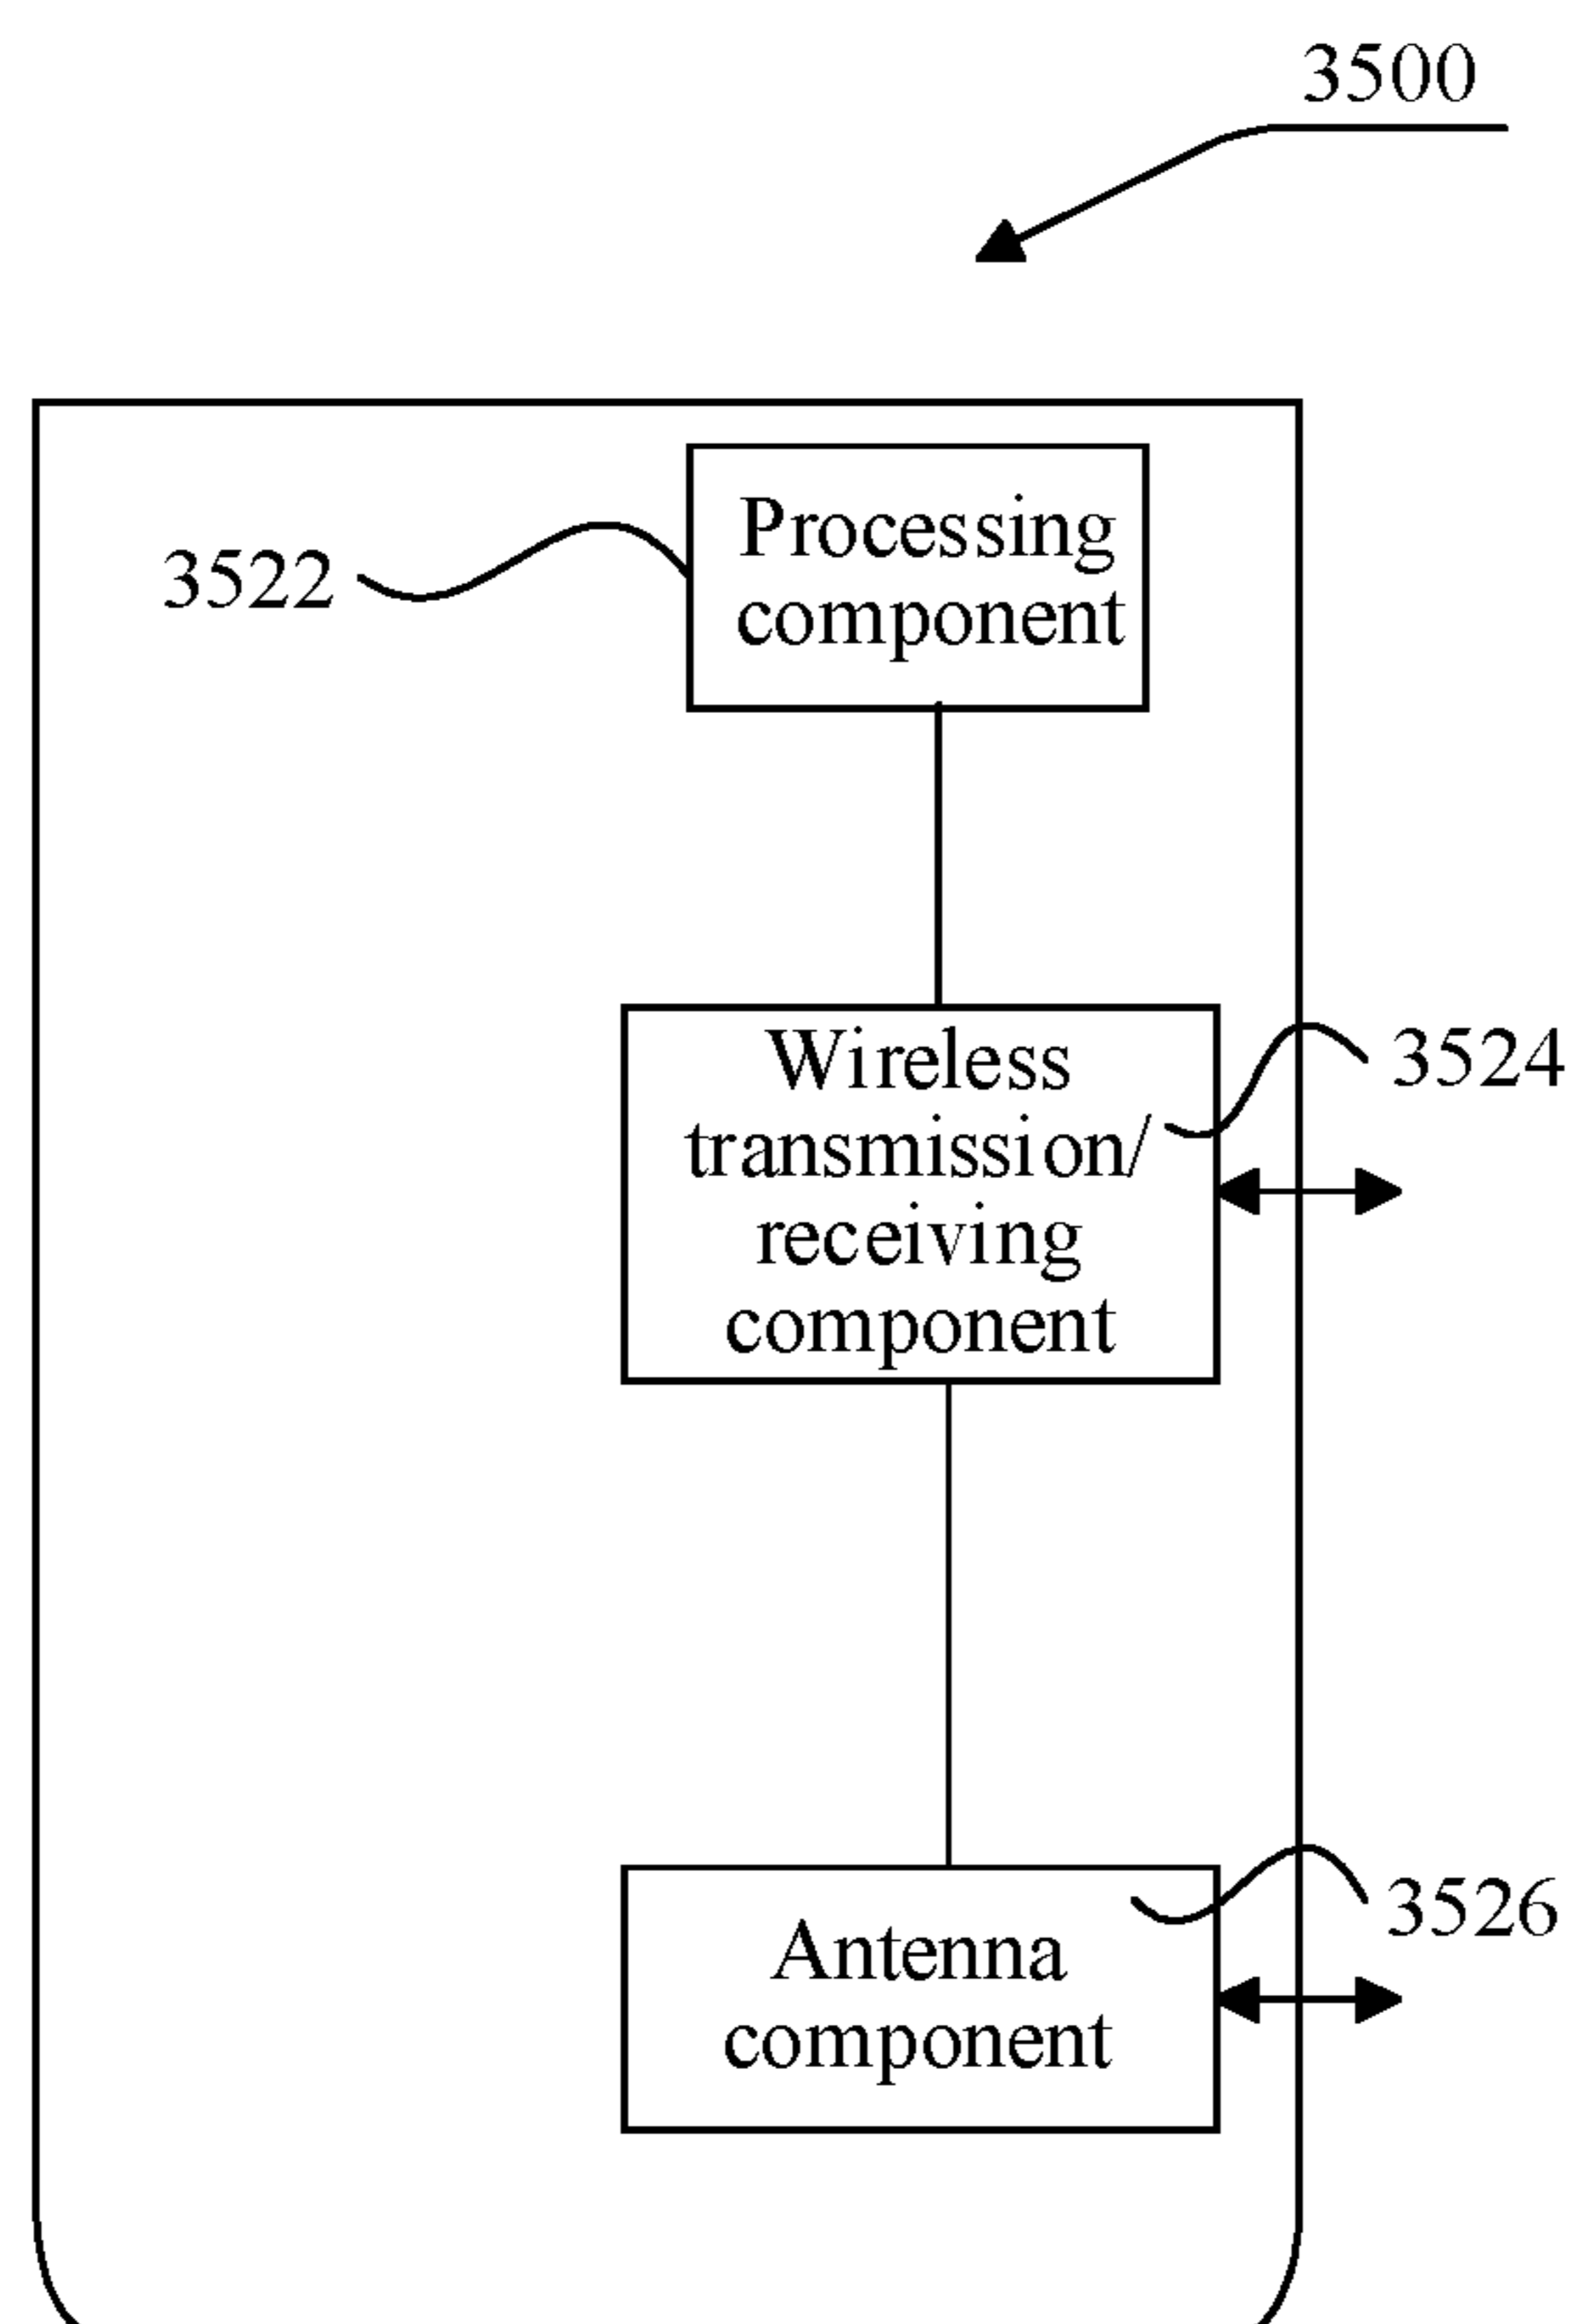 3500
Processing
component
3522
Wireless
transmission/
receiving
component
3524
Antenna
component
3526